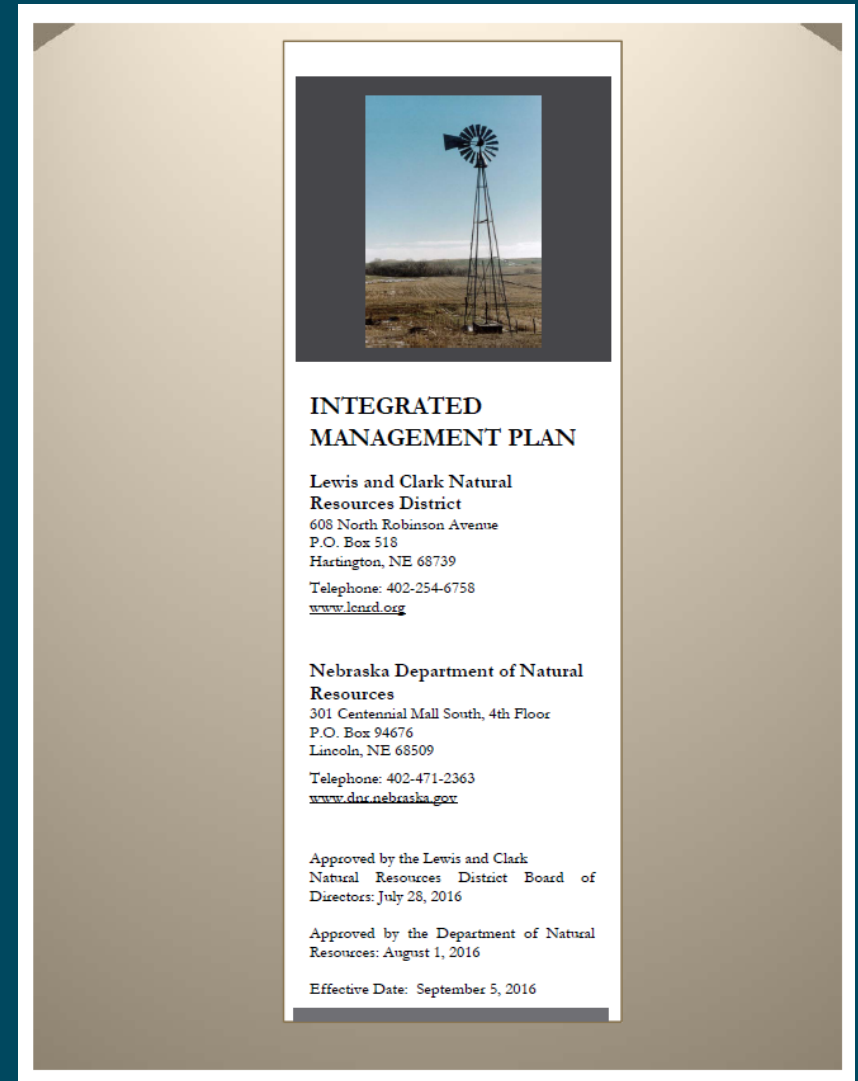 INTEGRATED
MANAGEMENT PLAN
Lewis and Clark Natural
Resources District
608 North Robinson Avenue
P.O. Box 518
Hartington, NE 68739
Telephone: 402-254-6758
www.lcnrd.org
Nebraska Department of Natural
Resources
301 Centennial Mall South, 4th Floor
P.O. Box 94676
Lincoln, NE 68509
Telephone: 402-471-2363
www.dnr.nebraska.gov
Approved by the Lewis and Clark
Natural Resources District Board of
Directors: July 28, 2016
Approved by the Department of Natural
Resources: August 1, 2016
Effective Date: September 5, 2016